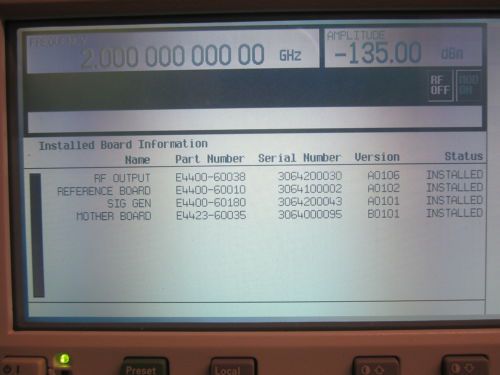 FREQUENCY AMPLITUDE
2.000 000 000 00 GHz -135.00 dBm
RF MOD
OFF ON
Installed Board Information
Name Part Number Serial Number Version Status
RF OUTPUT E4400-60038 3064200030 A0106 INSTALLED
REFERENCE BOARD E4400-60010 3064100002 A0102 INSTALLED
SIG GEN E4400-60180 3064200043 A0101 INSTALLED
MOTHER BOARD E4423-60035 3064000095 B0101 INSTALLED
Preset Local